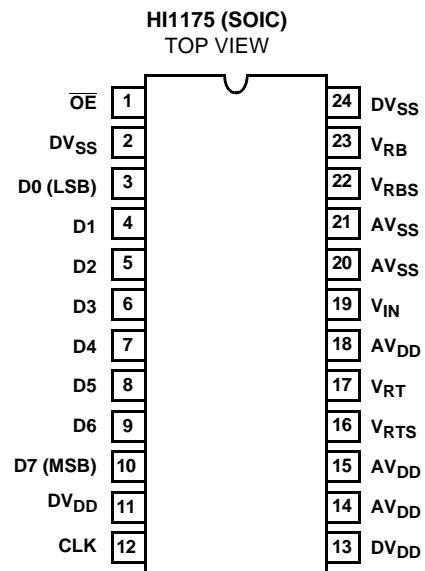 HI1175 (SOIC)
TOP VIEW
OE 1 24 DVSS
DVSS 2 23 VRB
D0 (LSB) 3 22 VRBS
D1 4 21 AVSS
D2 5 20 AVSS
D3 6 19 VIN
D4 7 18 AVDD
D5 8 17 VRT
D6 9 16 VRTS
D7 (MSB) 10 15 AVDD
DVDD 11 14 AVDD
CLK 12 13 DVDD